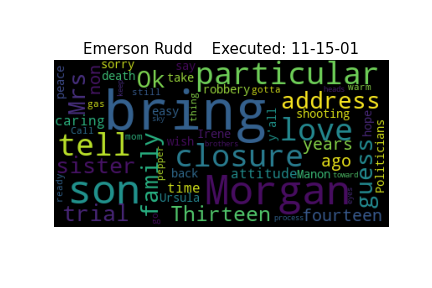 Emerson Rudd    Executed: 11-15-01
peace Mrs non sorry death Ok say take particular
caring gas still easy thing robbery gotta warm
Call bring address
tell mom sky Irene y'all shooting hope
sister family pepper wish love years Politicians
closure ago guess
ready son back attitude Manon toward
time Ursula Morgan
trial Thirteen process fourteen